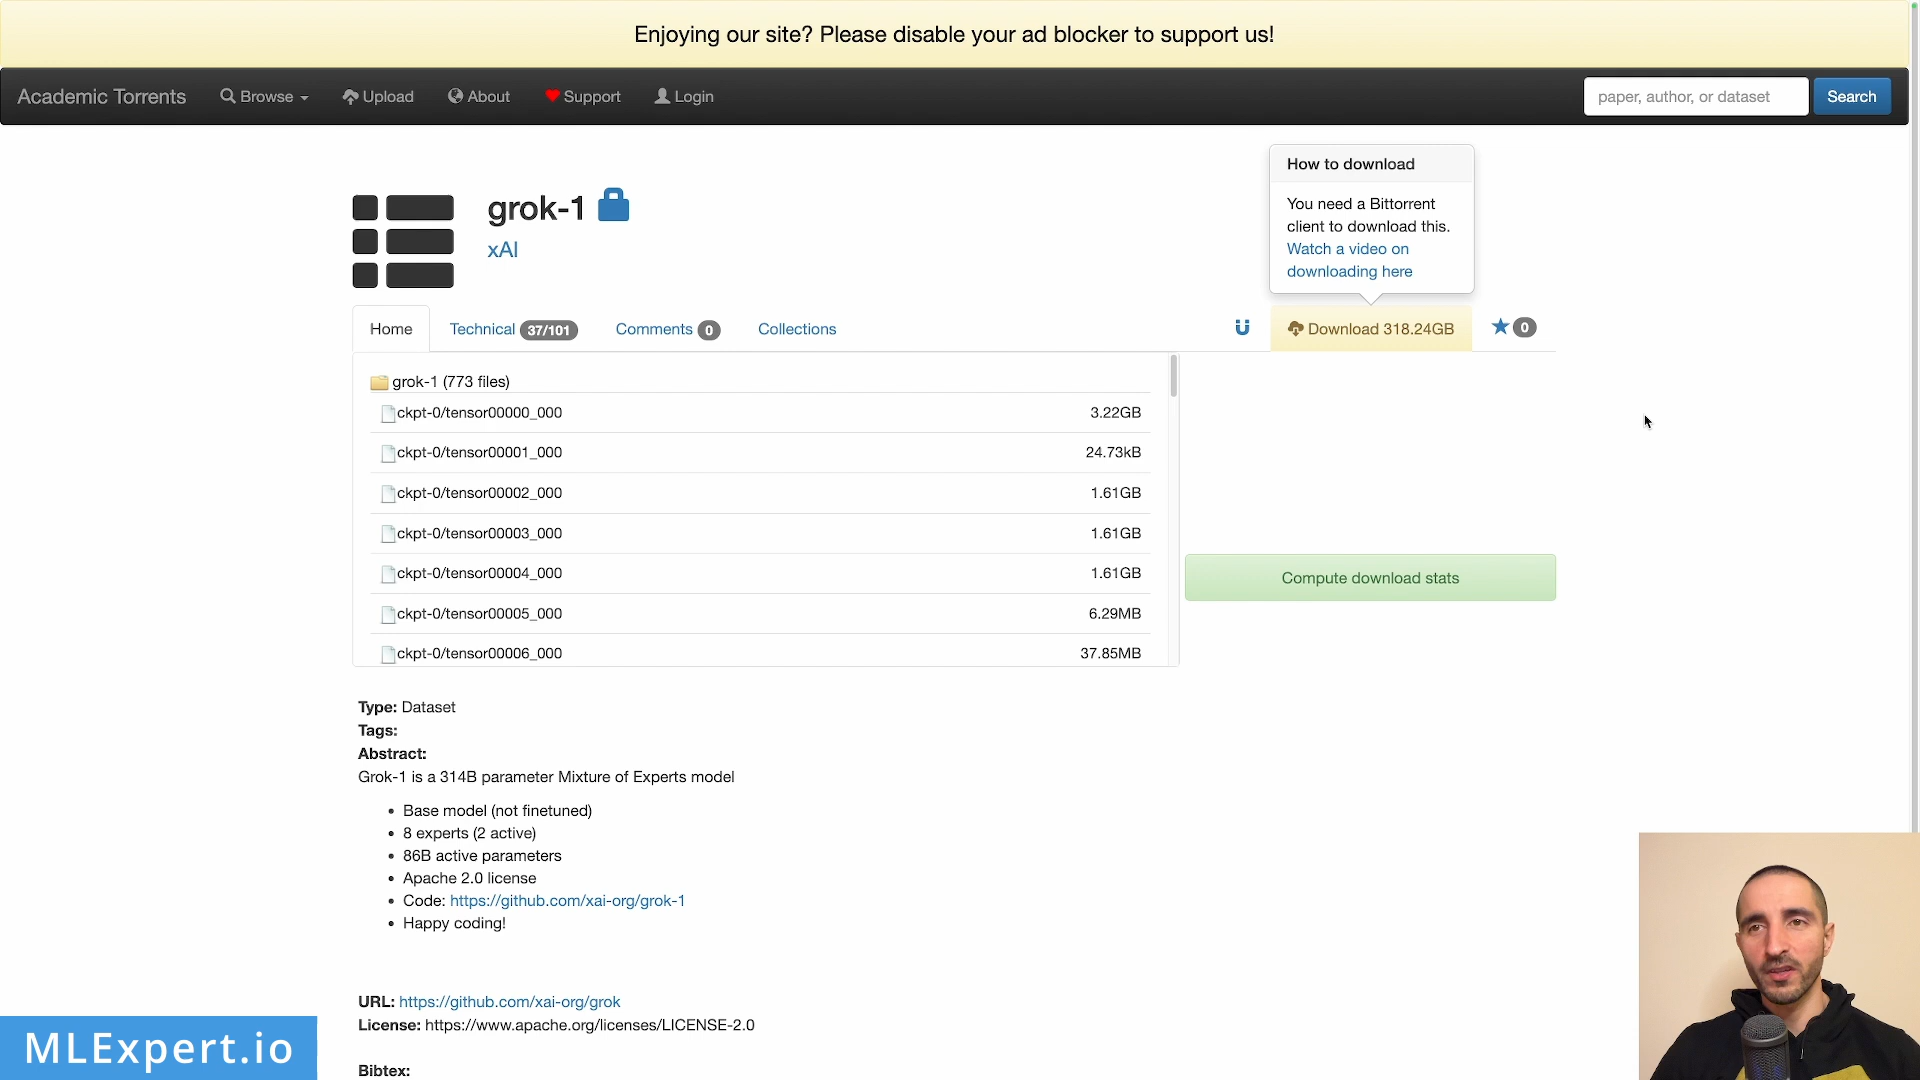 Enjoying our site? Please disable your ad blocker to support us!
Academic Torrents Browse Upload About Support Login paper, author, or dataset Search
How to download
You need a Bittorrent
client to download this.
Watch a video on
downloading here
grok-1
xAI
Home Technical 37/101 Comments 0 Collections Download 318.24GB 0
grok-1 (773 files)
ckpt-0/tensor00000_000 3.22GB
ckpt-0/tensor00001_000 24.73kB
ckpt-0/tensor00002_000 1.61GB
ckpt-0/tensor00003_000 1.61GB
ckpt-0/tensor00004_000 1.61GB
ckpt-0/tensor00005_000 6.29MB
ckpt-0/tensor00006_000 37.85MB
Compute download stats
Type: Dataset
Tags:
Abstract:
Grok-1 is a 314B parameter Mixture of Experts model
• Base model (not finetuned)
• 8 experts (2 active)
• 86B active parameters
• Apache 2.0 license
• Code: https://github.com/xai-org/grok-1
• Happy coding!
URL: https://github.com/xai-org/grok
License: https://www.apache.org/licenses/LICENSE-2.0
Bibtex:
MLExpert.io